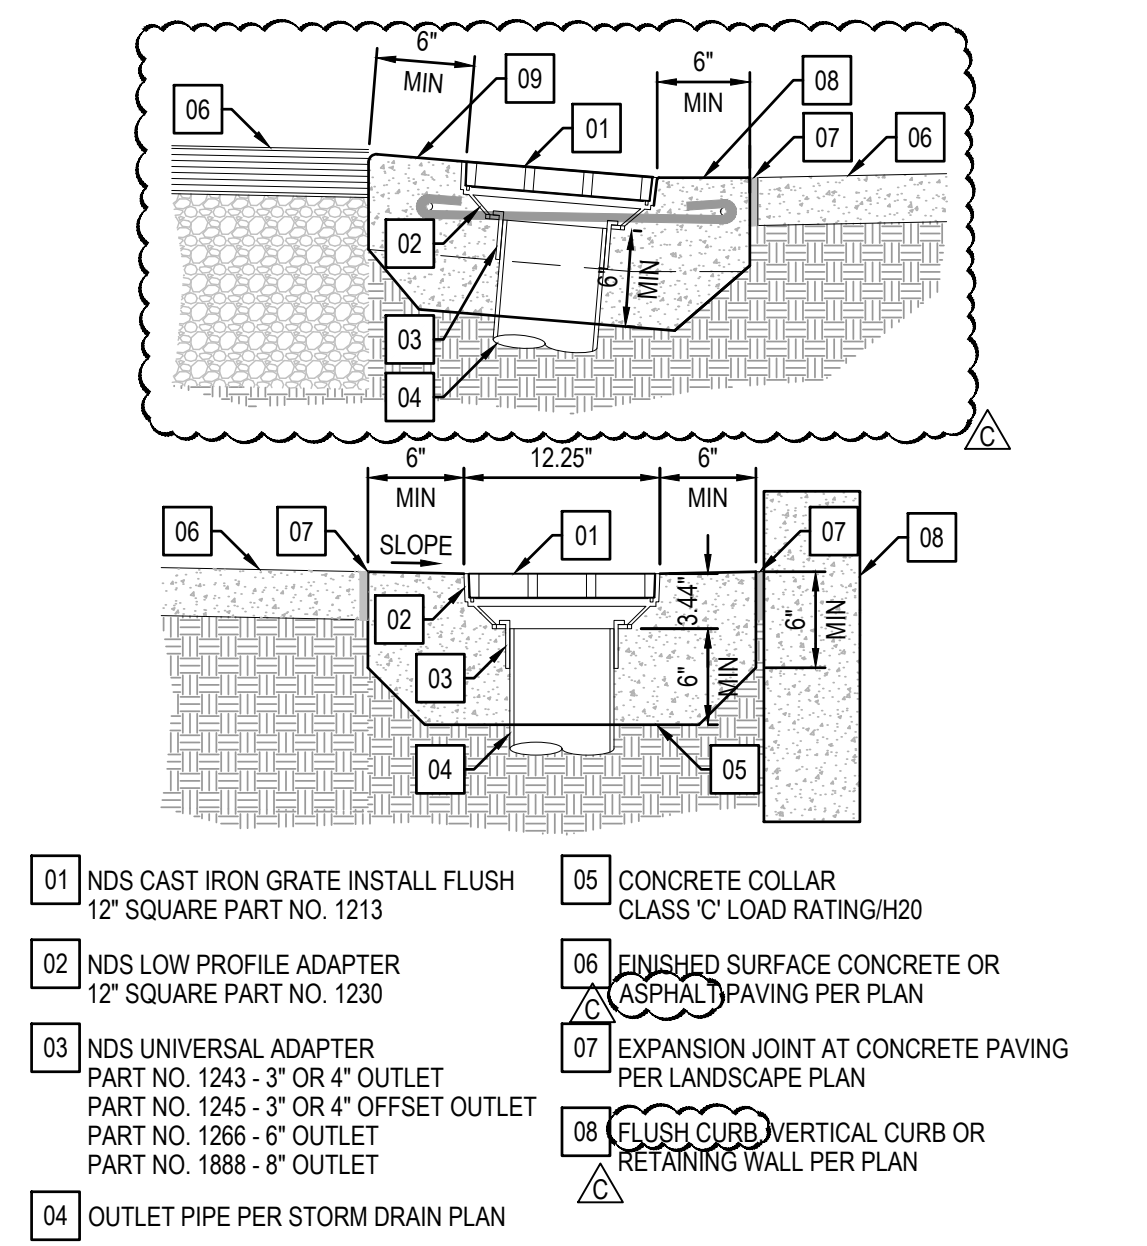 6"
MIN
09
6"
MIN
08
06
01
07
06
02
6"
MIN
03
04
C
6"
MIN
12.25"
6"
MIN
06
07
SLOPE
01
07
08
02
3.44"
6"
MIN
03
6"
MIN
04
05
01 NDS CAST IRON GRATE INSTALL FLUSH
12" SQUARE PART NO. 1213
02 NDS LOW PROFILE ADAPTER
12" SQUARE PART NO. 1230
03 NDS UNIVERSAL ADAPTER
PART NO. 1243 - 3" OR 4" OUTLET
PART NO. 1245 - 3" OR 4" OFFSET OUTLET
PART NO. 1266 - 6" OUTLET
PART NO. 1888 - 8" OUTLET
04 OUTLET PIPE PER STORM DRAIN PLAN
05 CONCRETE COLLAR
CLASS 'C' LOAD RATING/H20
06 FINISHED SURFACE CONCRETE OR
ASPHALT PAVING PER PLAN
C
07 EXPANSION JOINT AT CONCRETE PAVING
PER LANDSCAPE PLAN
08 FLUSH CURB, VERTICAL CURB OR
RETAINING WALL PER PLAN
C